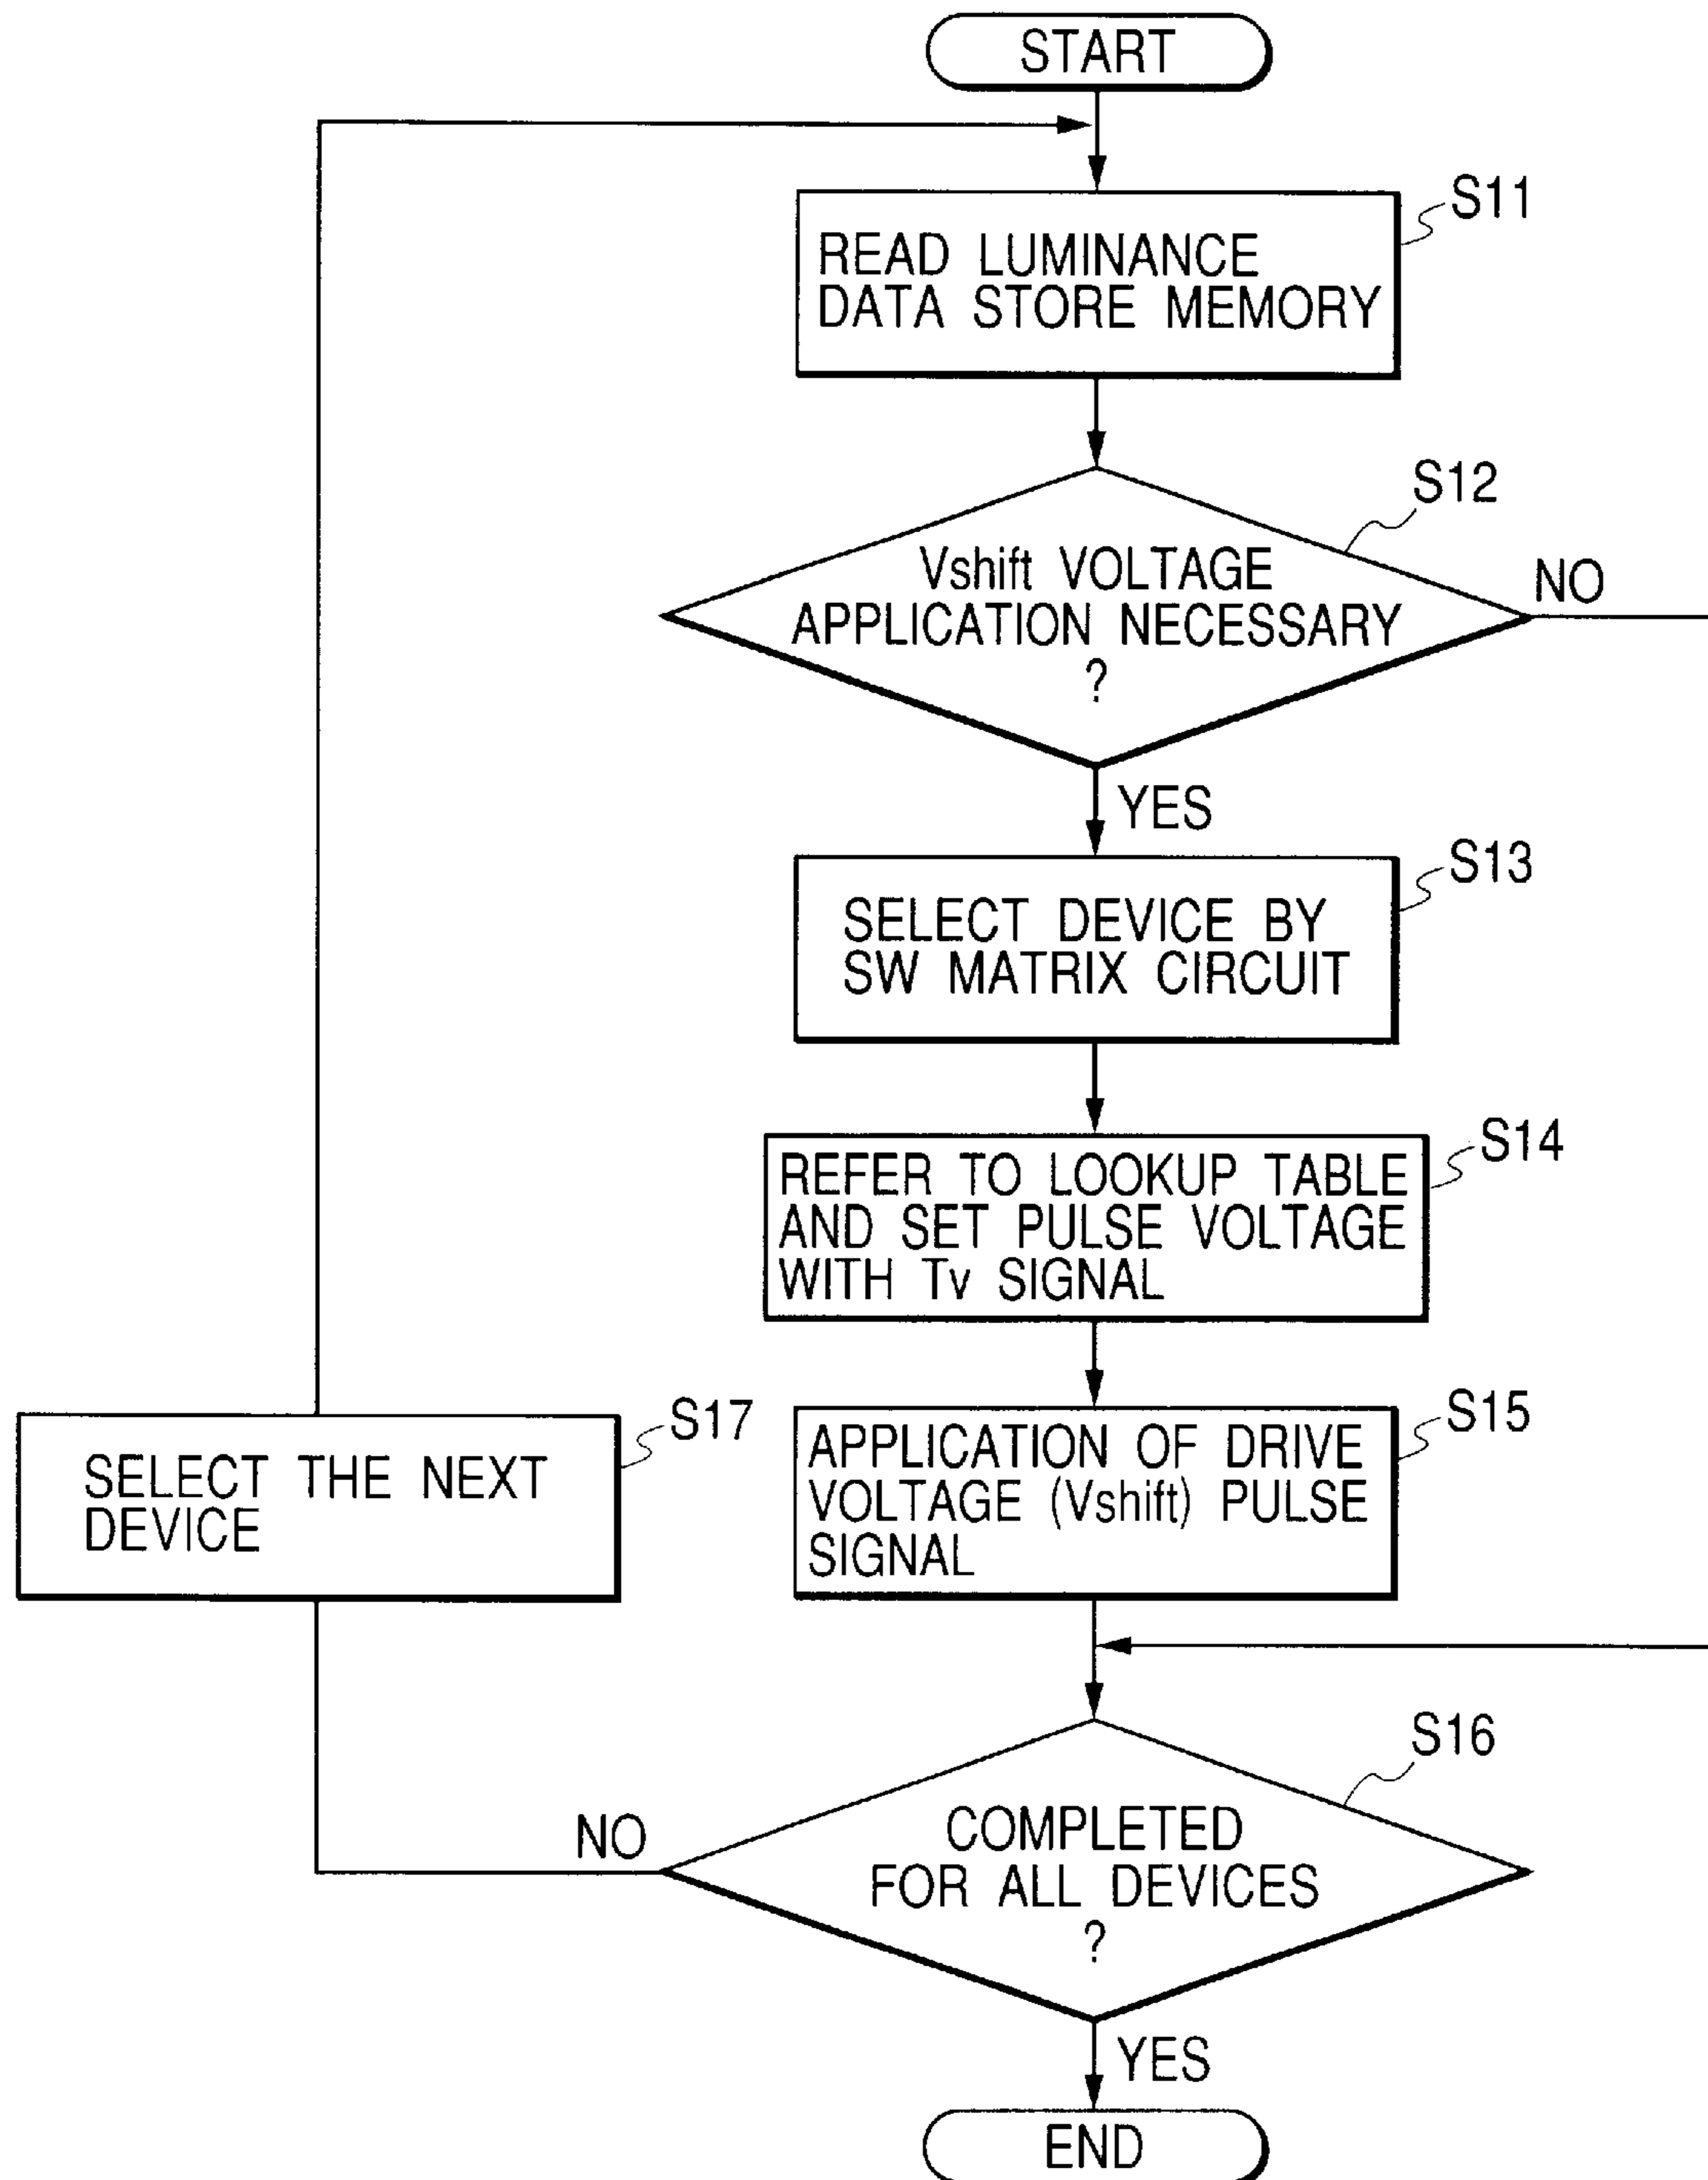 START
S11
READ LUMINANCE
DATA STORE MEMORY
S12
Vshift VOLTAGE
APPLICATION NECESSARY
?
NO
YES
S13
SELECT DEVICE BY
SW MATRIX CIRCUIT
S14
REFER TO LOOKUP TABLE
AND SET PULSE VOLTAGE
WITH Tv SIGNAL
S15
APPLICATION OF DRIVE
VOLTAGE (Vshift) PULSE
SIGNAL
S17
SELECT THE NEXT
DEVICE
S16
COMPLETED
FOR ALL DEVICES
?
NO
YES
END